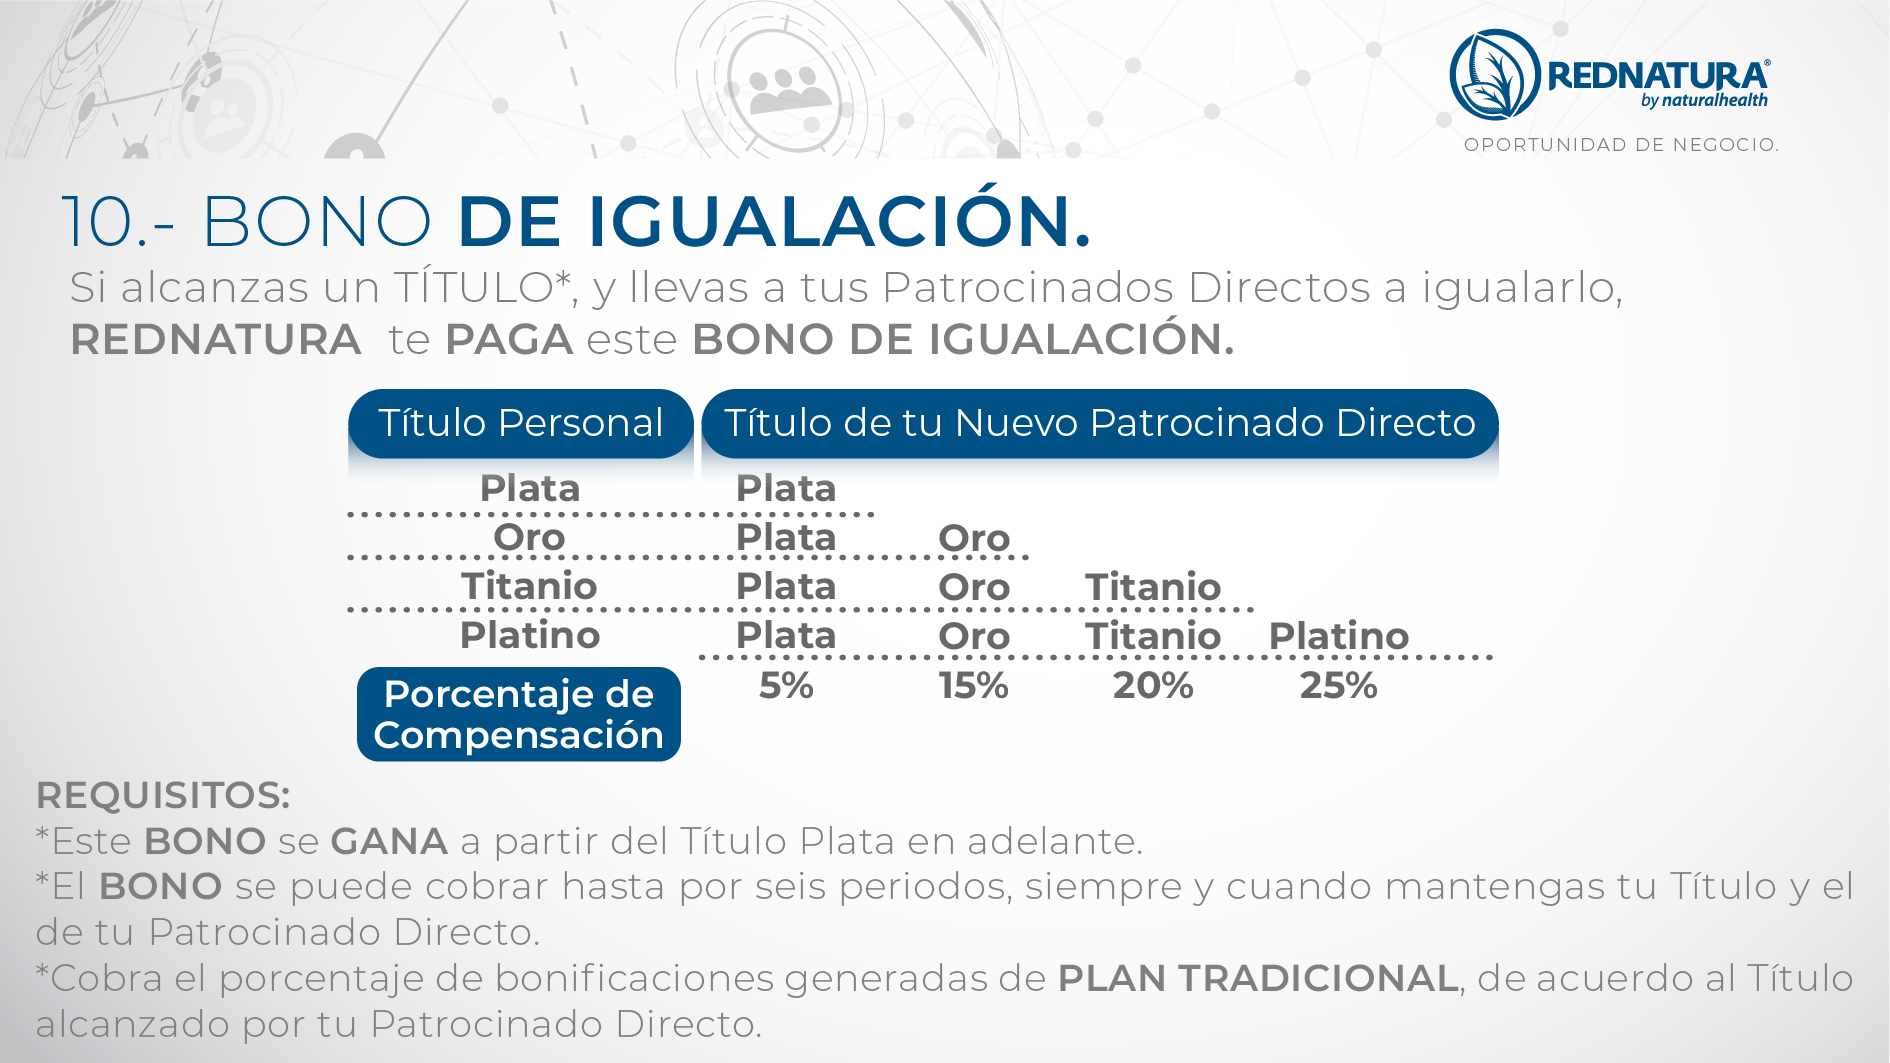 REDNATURA®
by naturalhealth
OPORTUNIDAD DE NEGOCIO.
10.- BONO DE IGUALACIÓN.
Si alcanzas un TÍTULO*, y llevas a tus Patrocinados Directos a igualarlo,
REDNATURA te PAGA este BONO DE IGUALACIÓN.
Título Personal Título de tu Nuevo Patrocinado Directo
Plata Plata
Oro Plata Oro
Titanio Plata Oro Titanio
Platino Plata Oro Titanio Platino
5% 15% 20% 25%
Porcentaje de
Compensación
REQUISITOS:
*Este BONO se GANA a partir del Título Plata en adelante.
*El BONO se puede cobrar hasta por seis periodos, siempre y cuando mantengas tu Título y el
de tu Patrocinado Directo.
*Cobra el porcentaje de bonificaciones generadas de PLAN TRADICIONAL, de acuerdo al Título
alcanzado por tu Patrocinado Directo.